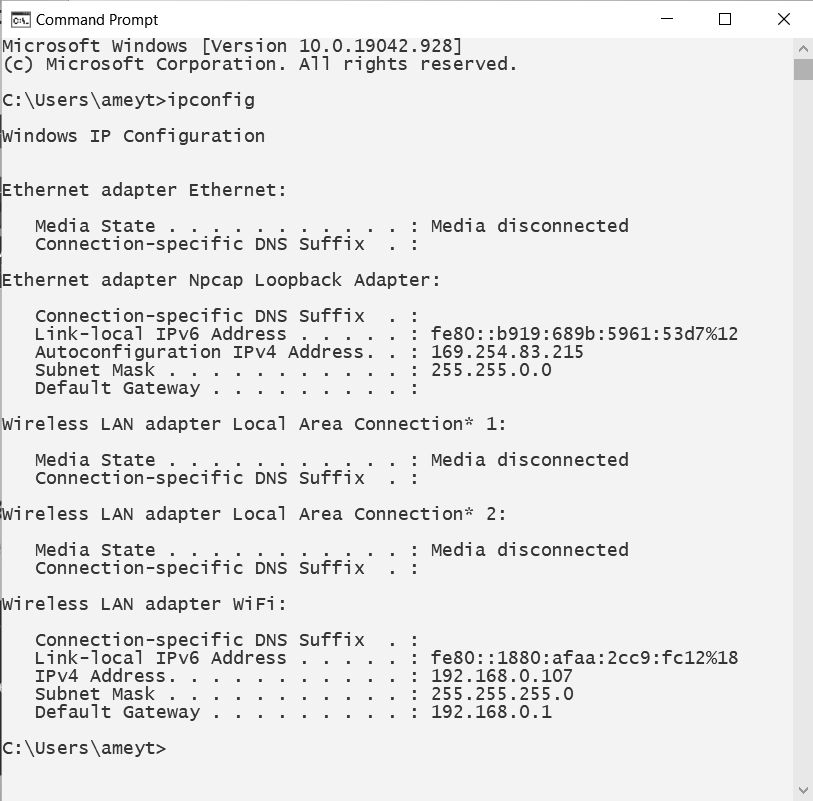 Command Prompt
Microsoft Windows [Version 10.0.19042.928]
(c) Microsoft Corporation. All rights reserved.
C:\Users\ameyt>ipconfig
Windows IP Configuration
Ethernet adapter Ethernet:
   Media State . . . . . . . . . . . : Media disconnected
   Connection-specific DNS Suffix  . :
Ethernet adapter Npcap Loopback Adapter:
   Connection-specific DNS Suffix  . :
   Link-local IPv6 Address . . . . . : fe80::b919:689b:5961:53d7%12
   Autoconfiguration IPv4 Address. . : 169.254.83.215
   Subnet Mask . . . . . . . . . . . : 255.255.0.0
   Default Gateway . . . . . . . . . :
Wireless LAN adapter Local Area Connection* 1:
   Media State . . . . . . . . . . . : Media disconnected
   Connection-specific DNS Suffix  . :
Wireless LAN adapter Local Area Connection* 2:
   Media State . . . . . . . . . . . : Media disconnected
   Connection-specific DNS Suffix  . :
Wireless LAN adapter WiFi:
   Connection-specific DNS Suffix  . :
   Link-local IPv6 Address . . . . . : fe80::1880:afaa:2cc9:fc12%18
   IPv4 Address. . . . . . . . . . . : 192.168.0.107
   Subnet Mask . . . . . . . . . . . : 255.255.255.0
   Default Gateway . . . . . . . . . : 192.168.0.1
C:\Users\ameyt>